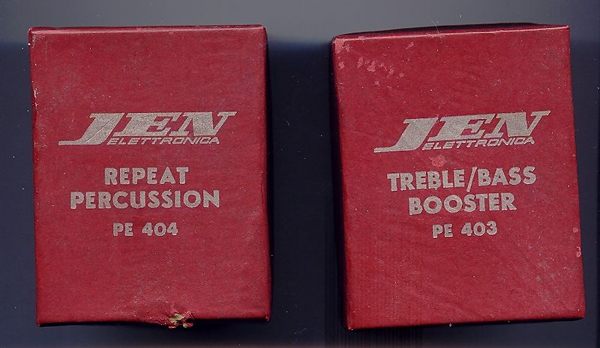 JEN
ELETTRONICA
REPEAT
PERCUSSION
PE 404
JEN
ELETTRONICA
TREBLE/BASS
BOOSTER
PE 403